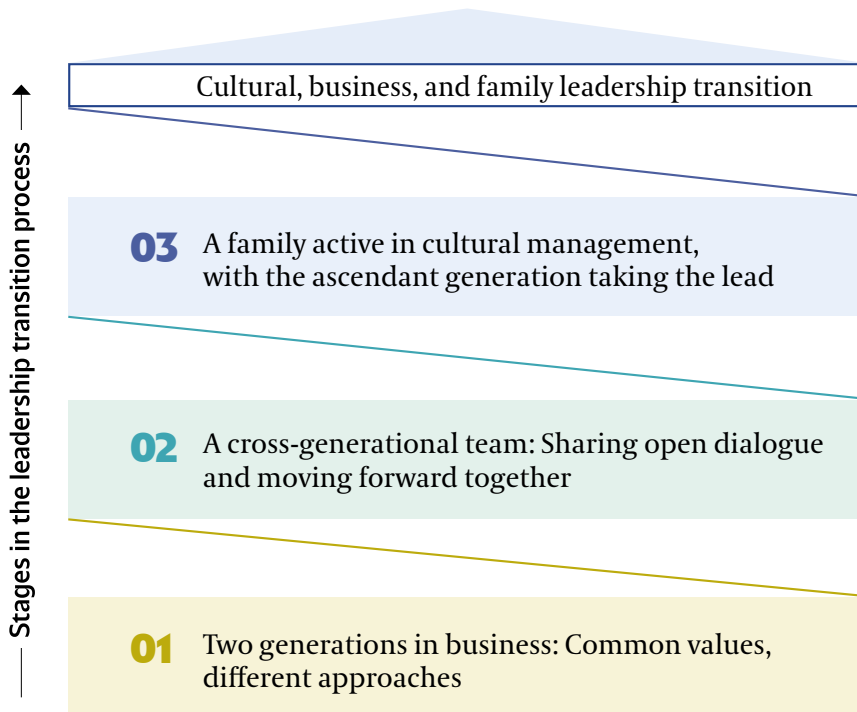 Cultural, business, and family leadership transition
Stages in the leadership transition process
03
A family active in cultural management,
with the ascendant generation taking the lead
02
A cross-generational team: Sharing open dialogue
and moving forward together
01
Two generations in business: Common values,
different approaches